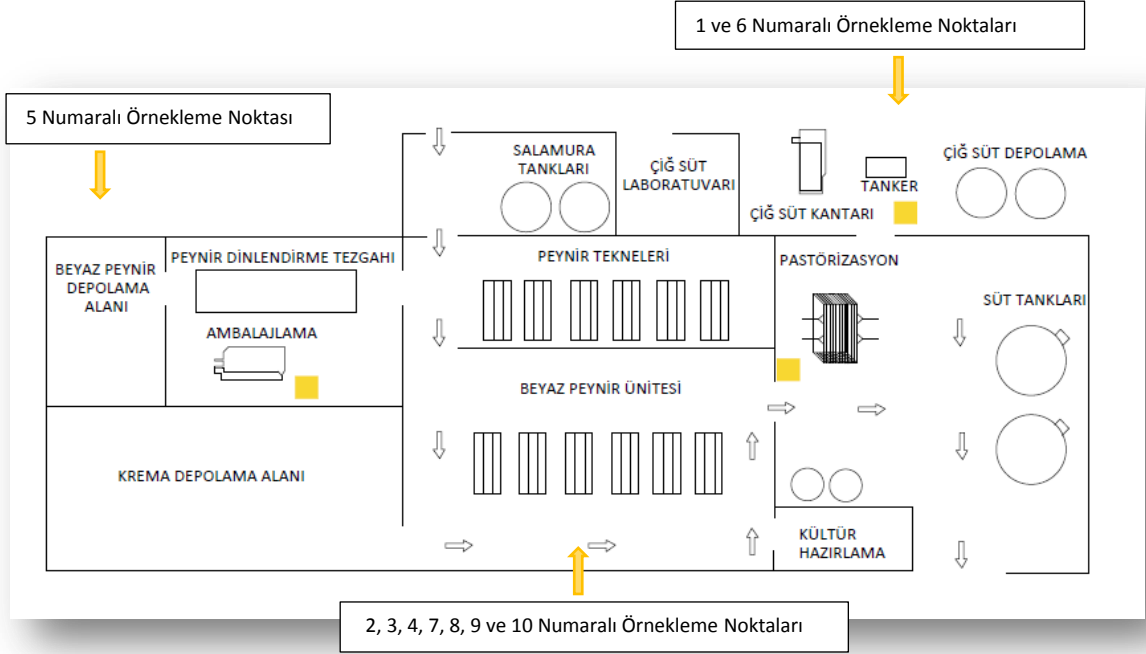 1 ve 6 Numaralı Örnekleme Noktaları
5 Numaralı Örnekleme Noktası
SALAMURA
TANKLARI
ÇİĞ SÜT
LABORATUVARI
ÇİĞ SÜT KANTARI
TANKER
ÇİĞ SÜT DEPOLAMA
BEYAZ PEYNİR
DEPOLAMA
ALANI
PEYNİR DİNLENDİRME TEZGAHI
AMBALAJLAMA
PEYNİR TEKNELERİ
PASTÖRİZASYON
SÜT TANKLARI
BEYAZ PEYNİR ÜNİTESİ
KREMA DEPOLAMA ALANI
KÜLTÜR
HAZIRLAMA
2, 3, 4, 7, 8, 9 ve 10 Numaralı Örnekleme Noktaları